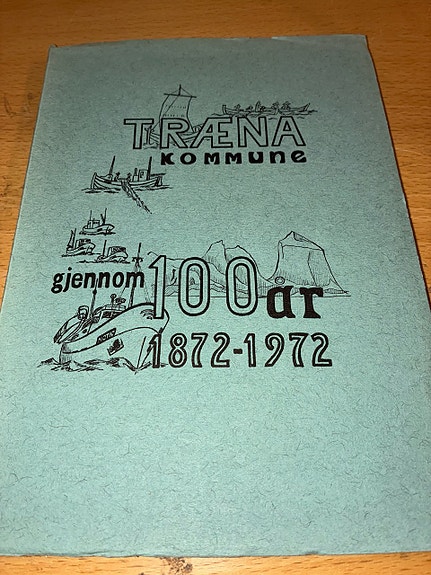 TRÆNA
KOMMUNE
gjennom 100 år
1872-1972